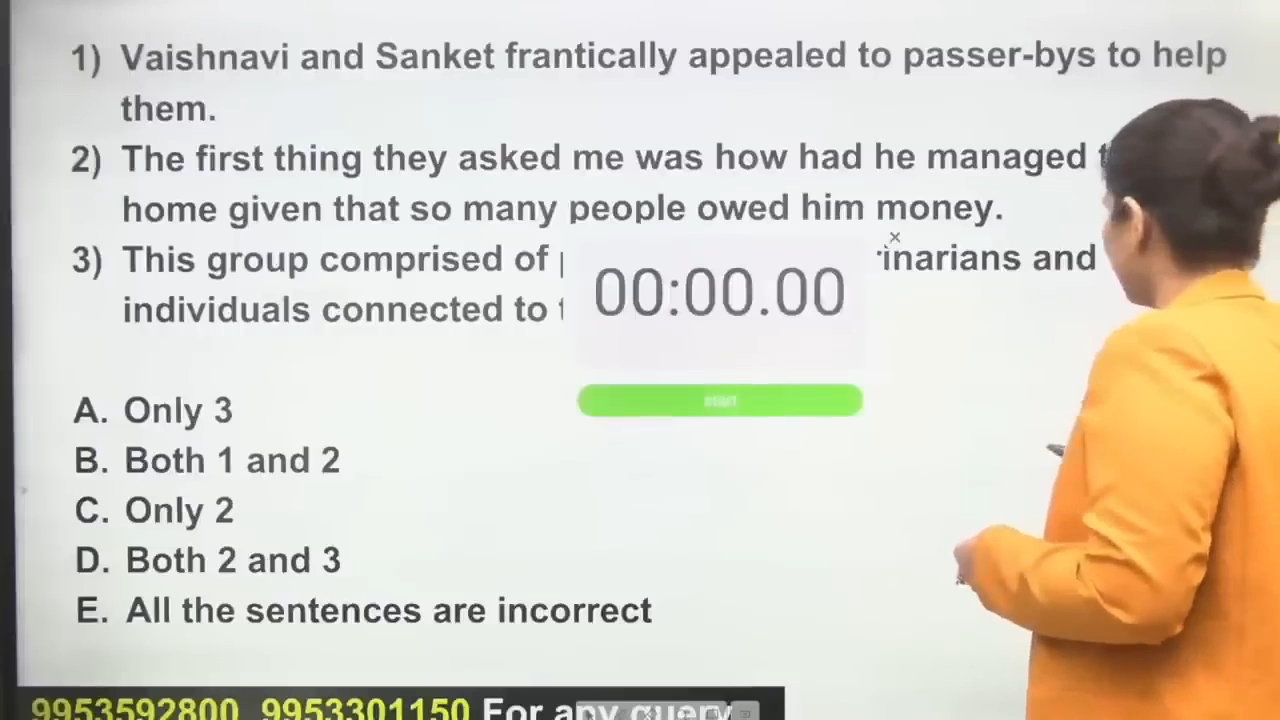 1) Vaishnavi and Sanket frantically appealed to passer-bys to help
them.
2) The first thing they asked me was how had he managed
home given that so many people owed him money.
3) This group comprised of and
individuals connected to
×
00:00.00
START
A. Only 3
B. Both 1 and 2
C. Only 2
D. Both 2 and 3
E. All the sentences are incorrect
9953592800, 9953301150 For any query